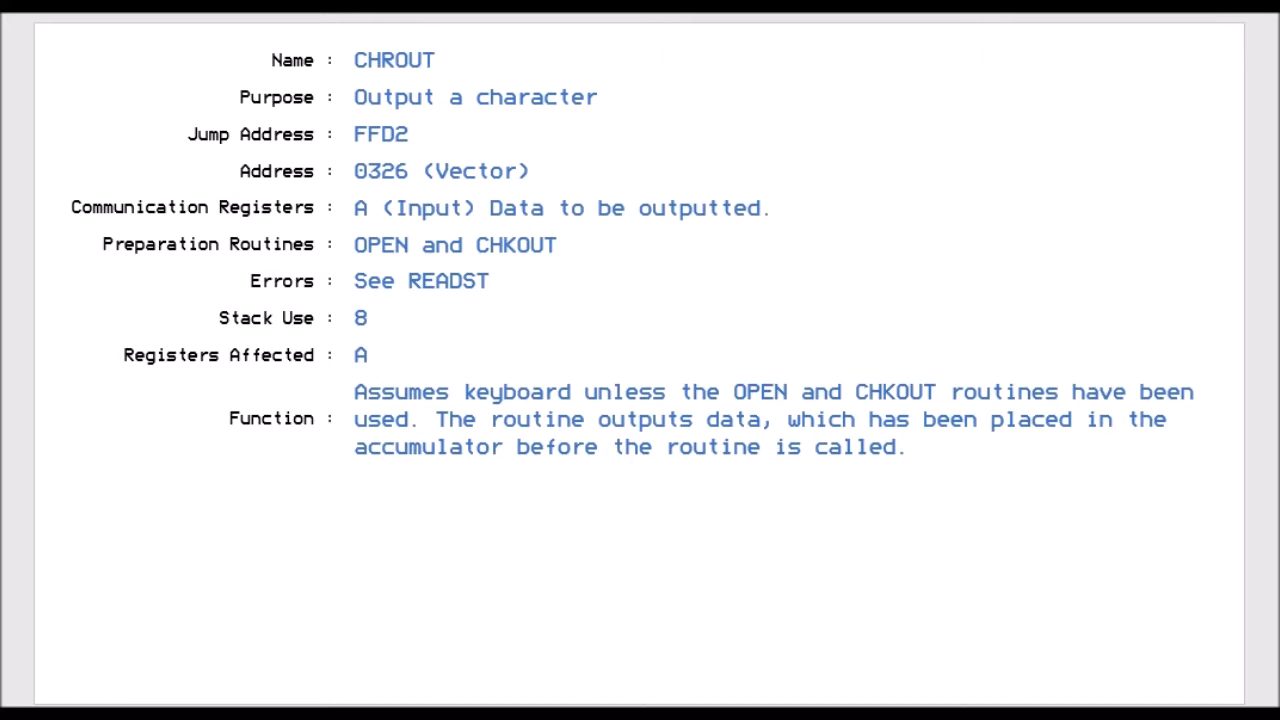 Name : CHROUT
Purpose : Output a character
Jump Address : FFD2
Address : 0326 (Vector)
Communication Registers : A (Input) Data to be outputted.
Preparation Routines : OPEN and CHKOUT
Errors : See READST
Stack Use : 8
Registers Affected : A
Assumes keyboard unless the OPEN and CHKOUT routines have been
Function : used. The routine outputs data, which has been placed in the
accumulator before the routine is called.